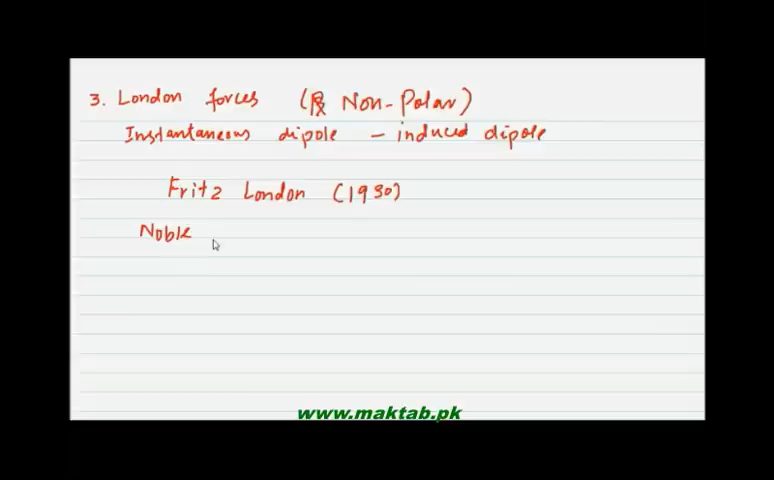 3. London forces (Non-Polar)
Instantaneous dipole - induced dipole
Fritz London (1930)
Noble
www.maktab.pk